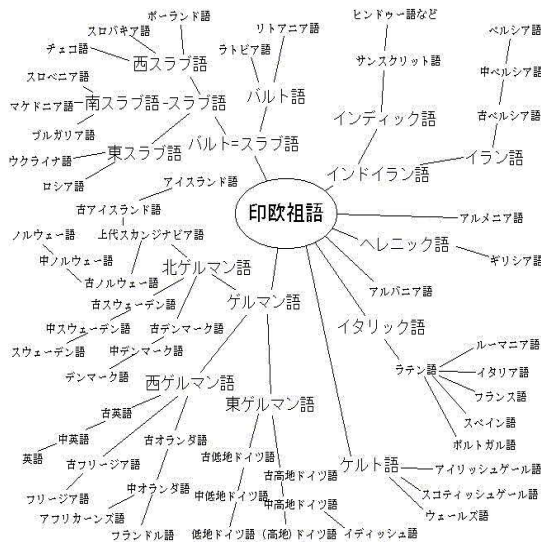 ポーランド語
スロバキア語
チェコ語
西スラブ語
リトアニア語
ラトビア語
バルト語
ヒンドゥー語など
サンスクリット語
インディック語
ペルシア語
中ペルシア語
古ペルシア語
イラン語
インドイラン語
スロベニア語
マケドニア語
ブルガリア語
南スラブ語
スラブ語
東スラブ語
ウクライナ語
ロシア語
バルト=スラブ語
印欧祖語
アルメニア語
ヘレニック語
ギリシア語
アルバニア語
イタリック語
ラテン語
ルーマニア語
イタリア語
フランス語
スペイン語
ポルトガル語
ケルト語
アイリッシュゲール語
スコティッシュゲール語
ウェールズ語
アイスランド語
古アイスランド語
上代スカンジナビア語
ノルウェー語
中ノルウェー語
古ノルウェー語
北ゲルマン語
ゲルマン語
古スウェーデン語
中スウェーデン語
スウェーデン語
古デンマーク語
中デンマーク語
デンマーク語
西ゲルマン語
古英語
中英語
英語
古フリージア語
フリージア語
古オランダ語
中オランダ語
アフリカーンズ語
フランドル語
東ゲルマン語
古低地ドイツ語
中低地ドイツ語
低地ドイツ語
古高地ドイツ語
中高地ドイツ語
(高地)ドイツ語
イディッシュ語